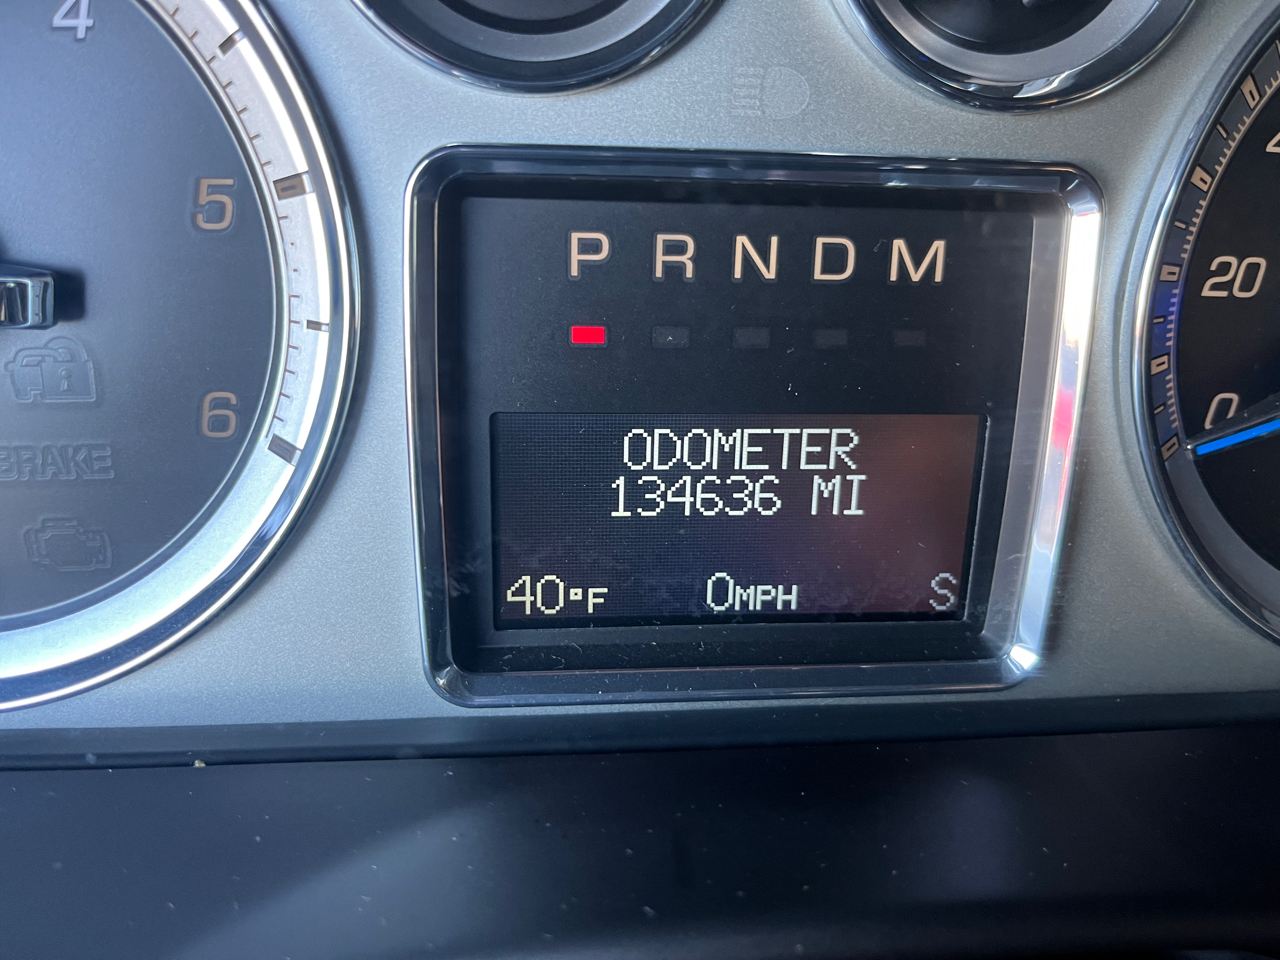 4
5
6
BRAKE
P R N D M
ODOMETER
134636 MI
40°F 0MPH S
20
0